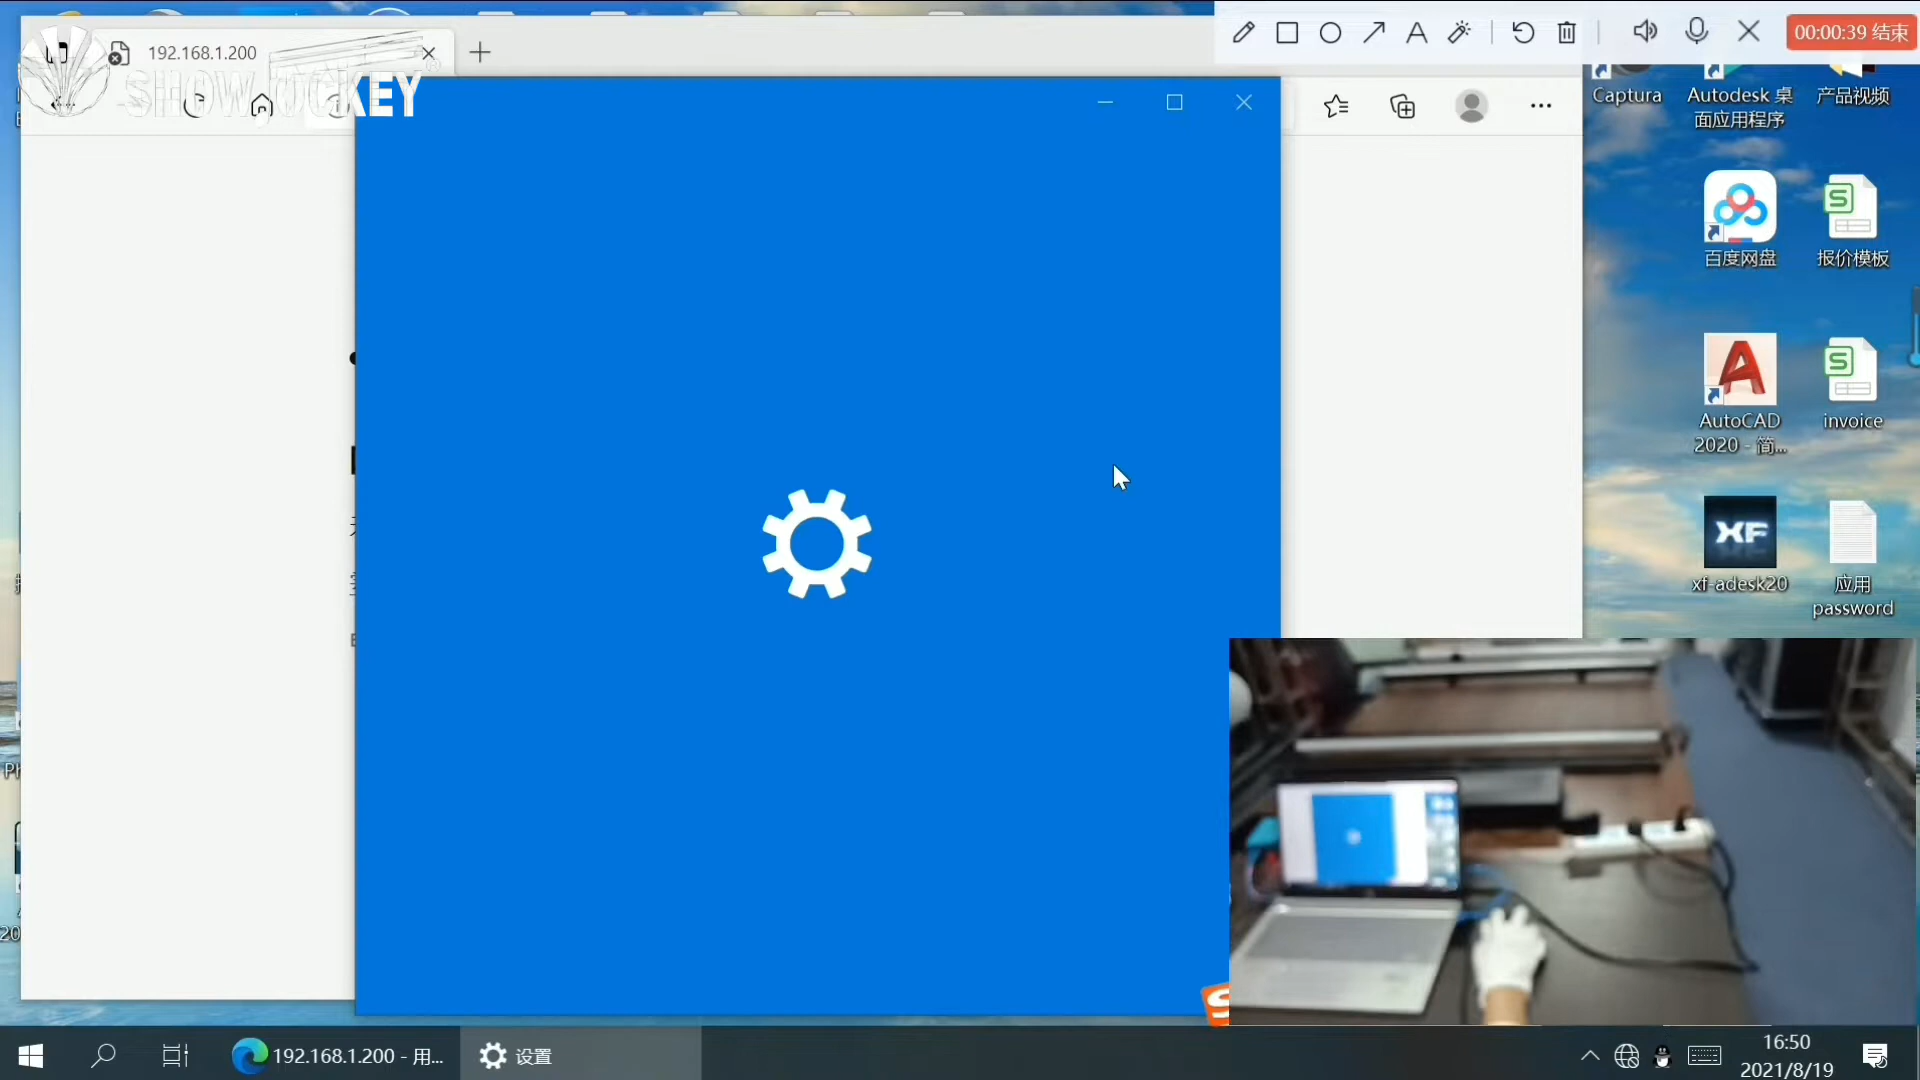 192.168.1.200
00:00:39 结束
SHOWJOCKEY
Captura
Autodesk 桌
面应用程序
产品视频
百度网盘
报价模板
AutoCAD
2020 - 简...
invoice
XF
xf-adesk20
应用
password
192.168.1.200 - 用...
设置
16:50
2021/8/19